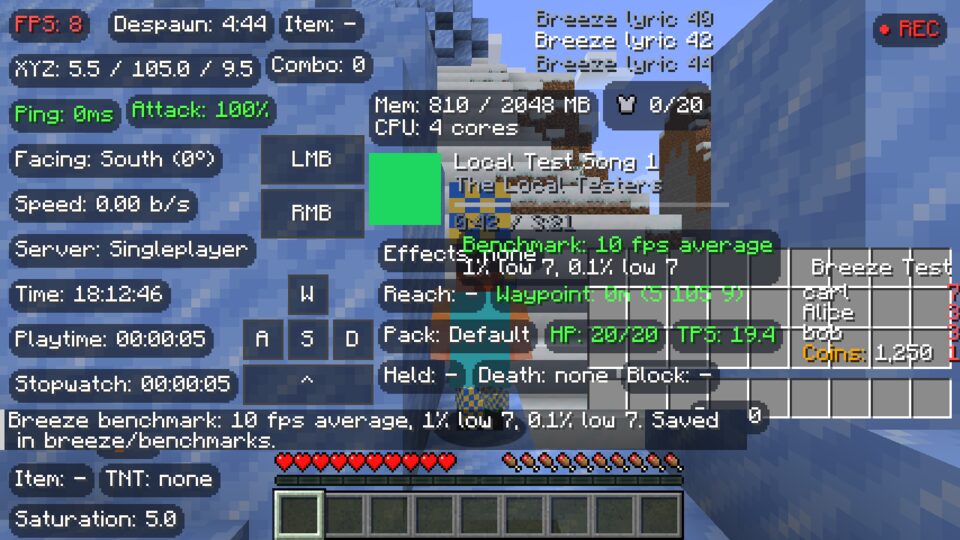 FPS: 8
Despawn: 4:44
Item: -
Breeze lyric 42
REC
XYZ: 5.5 / 105.0 / 9.5
Combo: 0
Breeze lyric 44
Ping: 0ms
Attack: 100%
Mem: 810 / 2048 MB
CPU: 4 cores
0/20
Facing: South (0°)
LMB
Local Test Song 1
The Local Testers
Speed: 0.00 b/s
RMB
Server: Singleplayer
Effects: none
Benchmark: 10 fps average
1% low 7, 0.1% low 7
Breeze Test
Time: 18:12:46
W
Reach: -
Waypoint: 0m (5 105 9)
carl
Alice
Playtime: 00:00:05
A
S
D
Pack: Default
HP: 20/20
TPS: 19.4
bob
Coins: 1,250
Stopwatch: 00:00:05
^
Held: -
Death: none
Block: -
Breeze benchmark: 10 fps average, 1% low 7, 0.1% low 7. Saved
in breeze/benchmarks.
0
Item: -
TNT: none
Saturation: 5.0